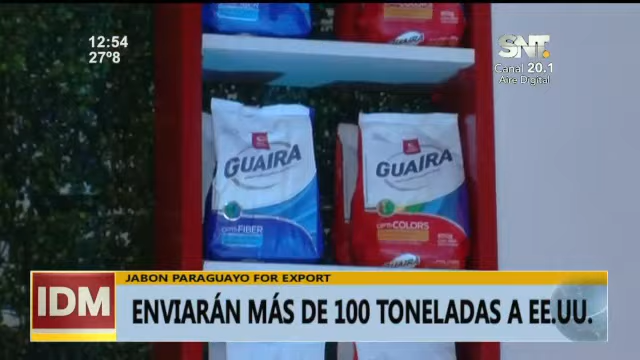 12:54
27°8
SNT
Canal 20.1
Aire Digital
GUAIRA
FIBER
GUAIRA
COLORS
JABON PARAGUAYO FOR EXPORT
IDM
ENVIARÁN MÁS DE 100 TONELADAS A EE.UU.